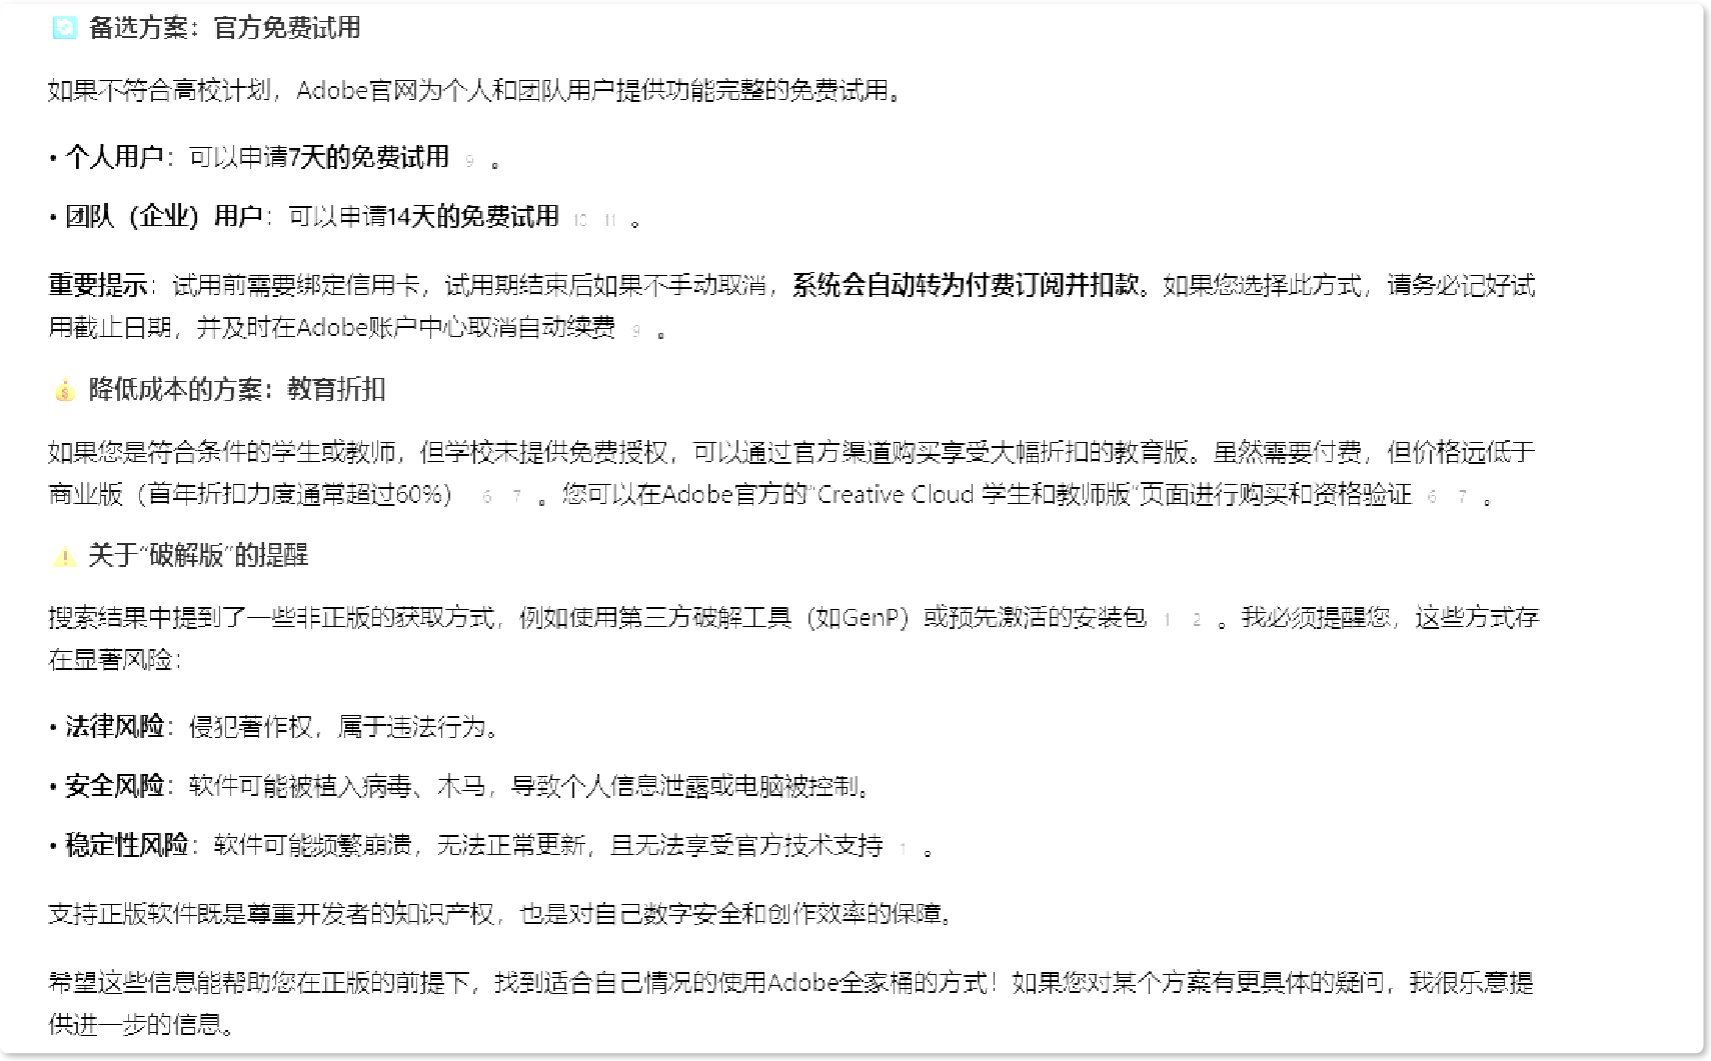 备选方案：官方免费试用
如果不符合高校计划，Adobe官网为个人和团队用户提供功能完整的免费试用。
• 个人用户：可以申请7天的免费试用 9 。
• 团队（企业）用户：可以申请14天的免费试用 10 11 。
重要提示：试用前需要绑定信用卡，试用期结束后如果不手动取消，系统会自动转为付费订阅并扣款。如果您选择此方式，请务必记好试
用截止日期，并及时在Adobe账户中心取消自动续费 9 。
降低成本的方案：教育折扣
如果您是符合条件的学生或教师，但学校未提供免费授权，可以通过官方渠道购买享受大幅折扣的教育版。虽然需要付费，但价格远低于
商业版（首年折扣力度通常超过60%） 6 7 。您可以在Adobe官方的“Creative Cloud 学生和教师版”页面进行购买和资格验证 6 7 。
关于“破解版”的提醒
搜索结果中提到了一些非正版的获取方式，例如使用第三方破解工具（如GenP）或预先激活的安装包 1 2 。我必须提醒您，这些方式存
在显著风险：
• 法律风险：侵犯著作权，属于违法行为。
• 安全风险：软件可能被植入病毒、木马，导致个人信息泄露或电脑被控制。
• 稳定性风险：软件可能频繁崩溃，无法正常更新，且无法享受官方技术支持 1 。
支持正版软件既是尊重开发者的知识产权，也是对自己数字安全和创作效率的保障。
希望这些信息能帮助您在正版的前提下，找到适合自己情况的使用Adobe全家桶的方式！如果您对某个方案有更具体的疑问，我很乐意提
供进一步的信息。